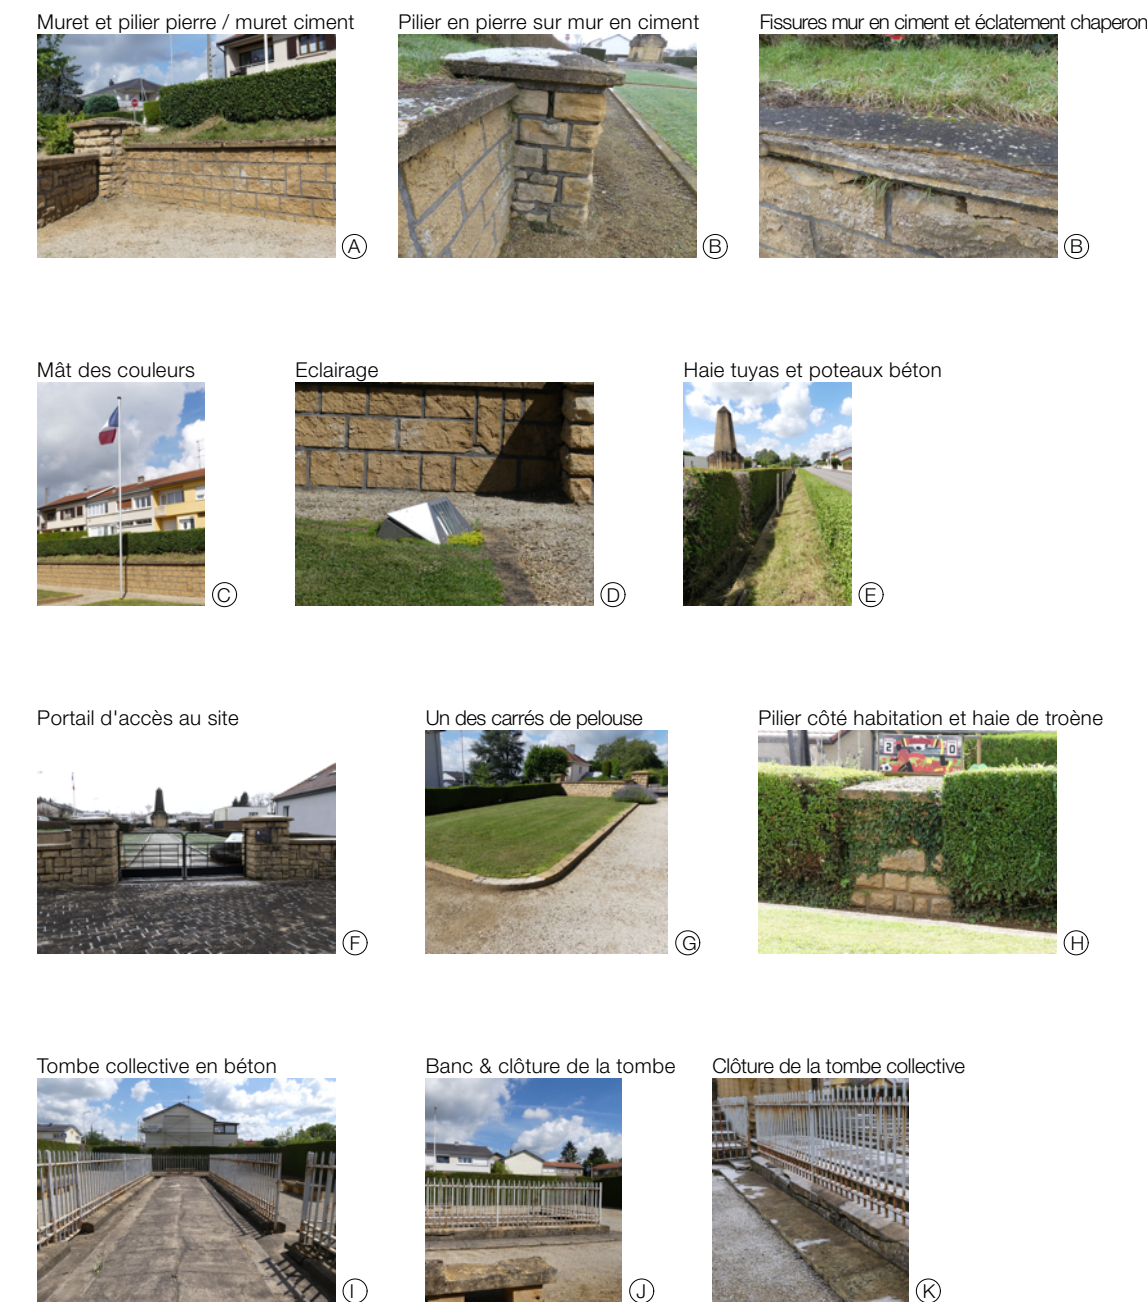 Muret et pilier pierre / muret ciment
Pilier en pierre sur mur en ciment
Fissures mur en ciment et éclatement chaperon
A
B
B
Mât des couleurs
Eclairage
Haie tuyas et poteaux béton
C
D
E
Portail d'accès au site
Un des carrés de pelouse
Pilier côté habitation et haie de troène
2 0
F
G
H
Tombe collective en béton
Banc & clôture de la tombe
Clôture de la tombe collective
I
J
K